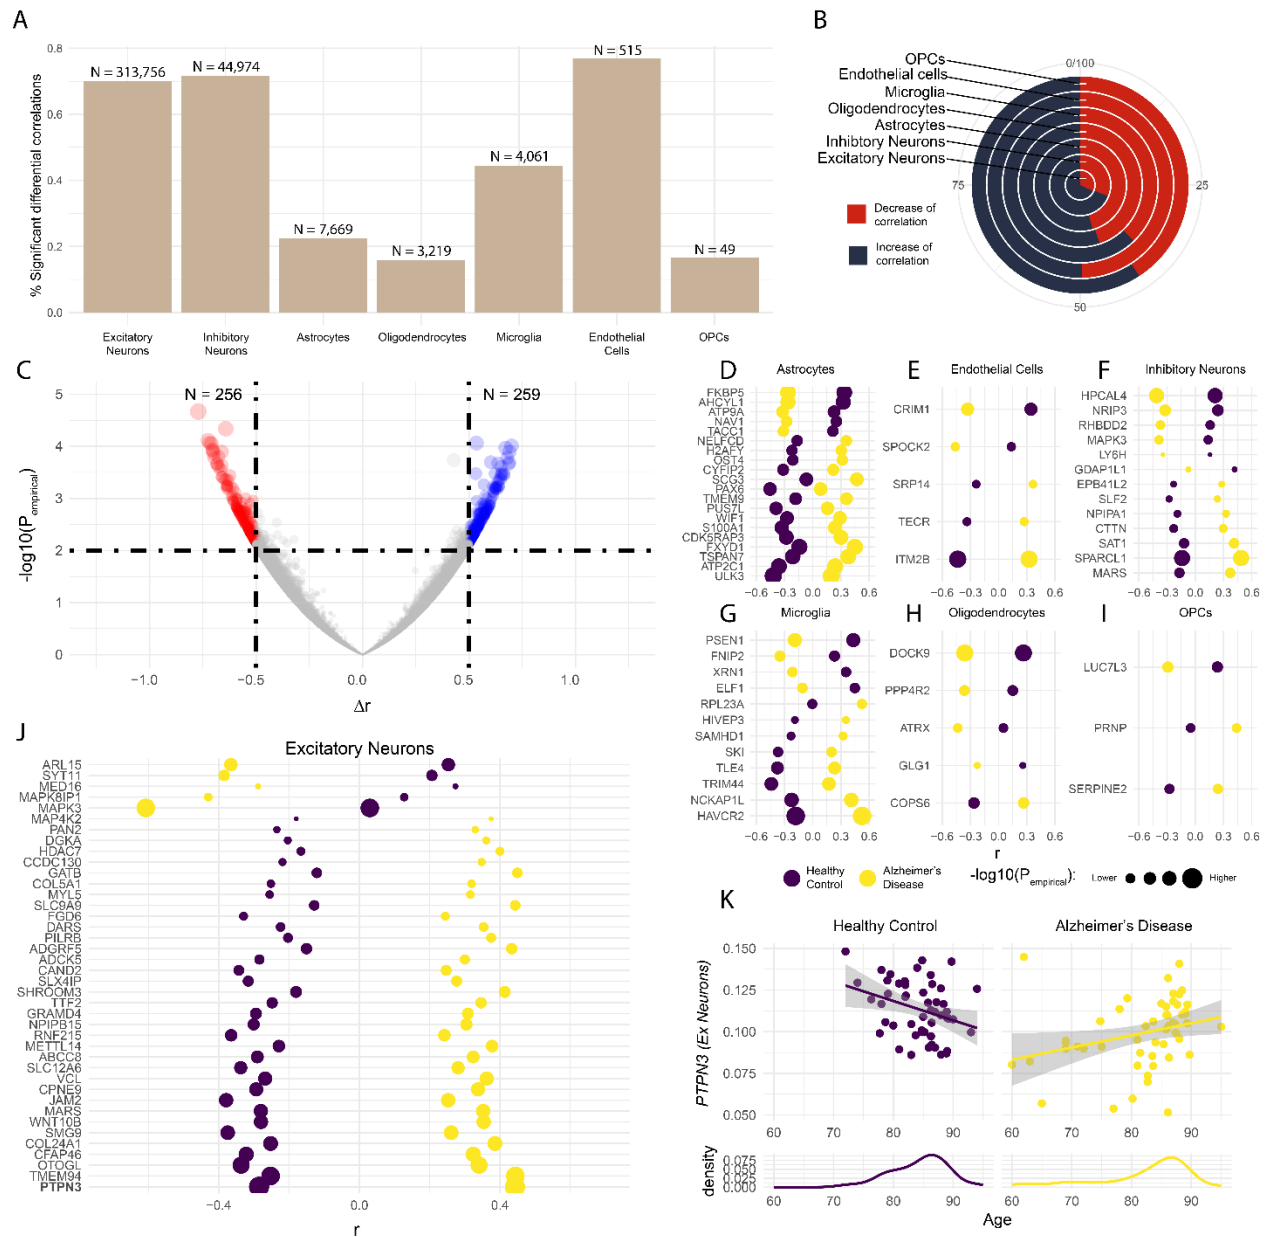 A
% Significant differential correlations
0.8
0.6
0.4
0.2
0.0
N = 313,756
N = 44,974
N = 7,669
N = 3,219
N = 4,061
N = 515
N = 49
Excitatory
Neurons
Inhibitory
Neurons
Astrocytes
Oligodendrocytes
Microglia
Endothelial
Cells
OPCs
B
OPCs
Endothelial cells
Microglia
Oligodendrocytes
Astrocytes
Inhibtory Neurons
Excitatory Neurons
0/100
25
50
75
Decrease of
correlation
Increase of
correlation
C
N = 256
N = 259
-log10(Pempirical)
5
4
3
2
1
0
−1.0
−0.5
0.0
0.5
1.0
Δr
D
Astrocytes
FKBP5
AHCYL1
ATP9A
NAV1
TACC1
NELFCD
H2AFY
OST4
CYFIP2
SCG3
PAX6
TMEM9
PUS7L
WIF1
S100A1
CDK5RAP3
FXYD1
TSPAN7
ATP2C1
ULK3
−0.6 −0.3 0.0 0.3 0.6
E
Endothelial Cells
CRIM1
SPOCK2
SRP14
TECR
ITM2B
−0.6 −0.3 0.0 0.3 0.6
F
Inhibitory Neurons
HPCAL4
NRIP3
RHBDD2
MAPK3
LY6H
GDAP1L1
EPB41L2
SLF2
NPIPA1
CTTN
SAT1
SPARCL1
MARS
−0.6 −0.3 0.0 0.3 0.6
G
Microglia
PSEN1
FNIP2
XRN1
ELF1
RPL23A
HIVEP3
SAMHD1
SKI
TLE4
TRIM44
NCKAP1L
HAVCR2
−0.6 −0.3 0.0 0.3 0.6
H
Oligodendrocytes
DOCK9
PPP4R2
ATRX
GLG1
COPS6
−0.6 −0.3 0.0 0.3 0.6
r
I
OPCs
LUC7L3
PRNP
SERPINE2
−0.6 −0.3 0.0 0.3 0.6
Healthy
Control
Alzheimer's
Disease
-log10(Pempirical):
Lower
Higher
J
Excitatory Neurons
ARL15
SYT11
MED16
MAPK8IP1
MAPK3
MAP4K2
PAN2
DGKA
HDAC7
CCDC130
GATB
COL5A1
MYL5
SLC9A9
FGD6
DARS
PILRB
ADGRF5
ADCK5
CAND2
SLX4IP
SHROOM3
TTF2
GRAMD4
NPIPB15
RNF215
METTL14
ABCC8
SLC12A6
VCL
CPNE9
JAM2
MARS
WNT10B
SMG9
COL24A1
CFAP46
OTOGL
TMEM94
PTPN3
−0.4
0.0
0.4
r
K
Healthy Control
Alzheimer's Disease
PTPN3 (Ex Neurons)
0.150
0.125
0.100
0.075
0.050
60 70 80 90
60 70 80 90
density
0.075
0.050
0.025
0.000
60 70 80 90
60 70 80 90
Age